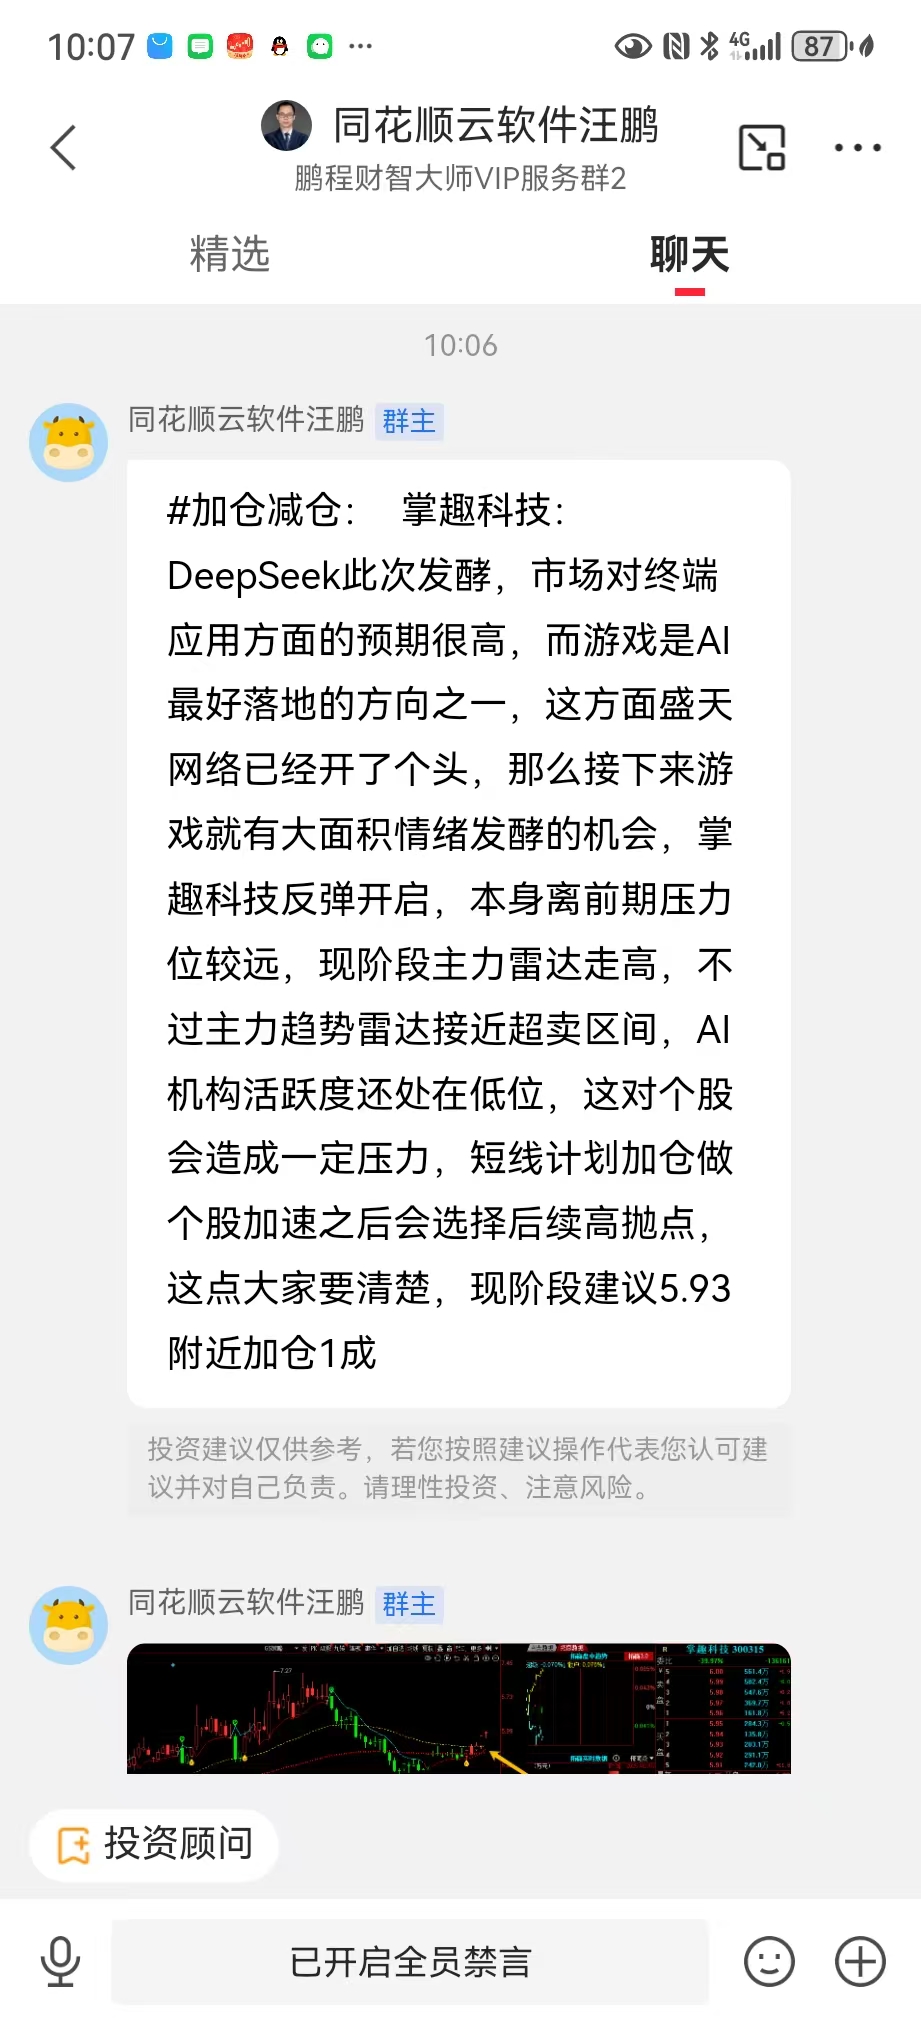 10:07
4G
87
同花顺云软件汪鹏
鹏程财智大师VIP服务群2
精选
聊天
10:06
同花顺云软件汪鹏 群主
#加仓减仓： 掌趣科技：
DeepSeek此次发酵，市场对终端
应用方面的预期很高，而游戏是AI
最好落地的方向之一，这方面盛天
网络已经开了个头，那么接下来游
戏就有大面积情绪发酵的机会，掌
趣科技反弹开启，本身离前期压力
位较远，现阶段主力雷达走高，不
过主力趋势雷达接近超卖区间，AI
机构活跃度还处在低位，这对个股
会造成一定压力，短线计划加仓做
个股加速之后会选择后续高抛点，
这点大家要清楚，现阶段建议5.93
附近加仓1成
投资建议仅供参考，若您按照建议操作代表您认可建
议并对自己负责。请理性投资、注意风险。
同花顺云软件汪鹏 群主
7.27
掌趣科技 300315
投资顾问
已开启全员禁言